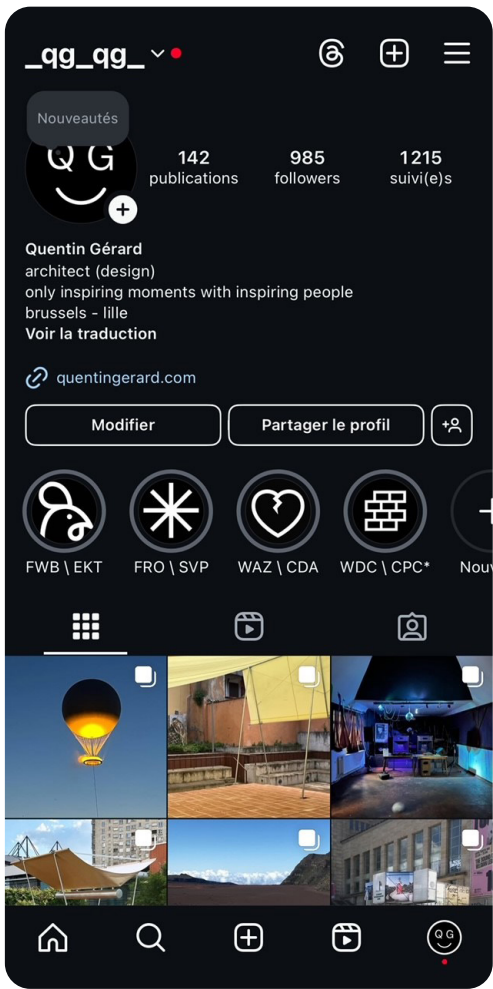 _qg_qg_
Nouveautés
Q G
142
publications
985
followers
1215
suivi(e)s
Quentin Gérard
architect (design)
only inspiring moments with inspiring people
brussels - lille
Voir la traduction
quentingerard.com
Modifier
Partager le profil
FWB \ EKT
FRO \ SVP
WAZ \ CDA
WDC \ CPC*
Nouv
Q G